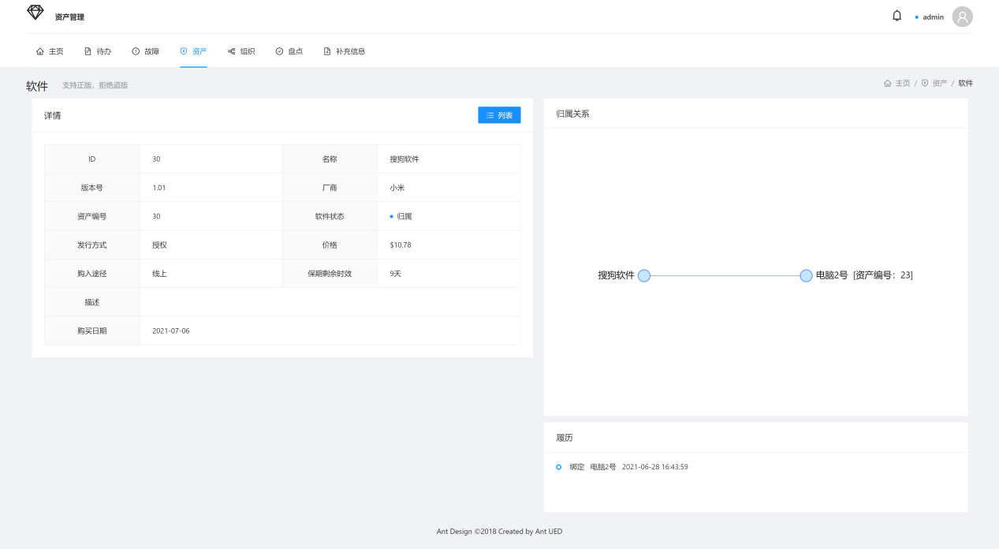 资产管理
admin
主页 待办 故障 资产 组织 盘点 补充信息
软件 支持正版，拒绝盗版
主页 / 资产 / 软件
详情
列表
ID 30 名称 搜狗软件
版本号 1.01 厂商 小米
资产编号 30 软件状态 归属
发行方式 授权 价格 $10.78
购入途径 线上 保期剩余时效 9天
描述
购买日期 2021-07-06
归属关系
搜狗软件 电脑2号 [资产编号：23]
履历
绑定 电脑2号 2021-06-28 16:43:59
Ant Design ©2018 Created by Ant UED